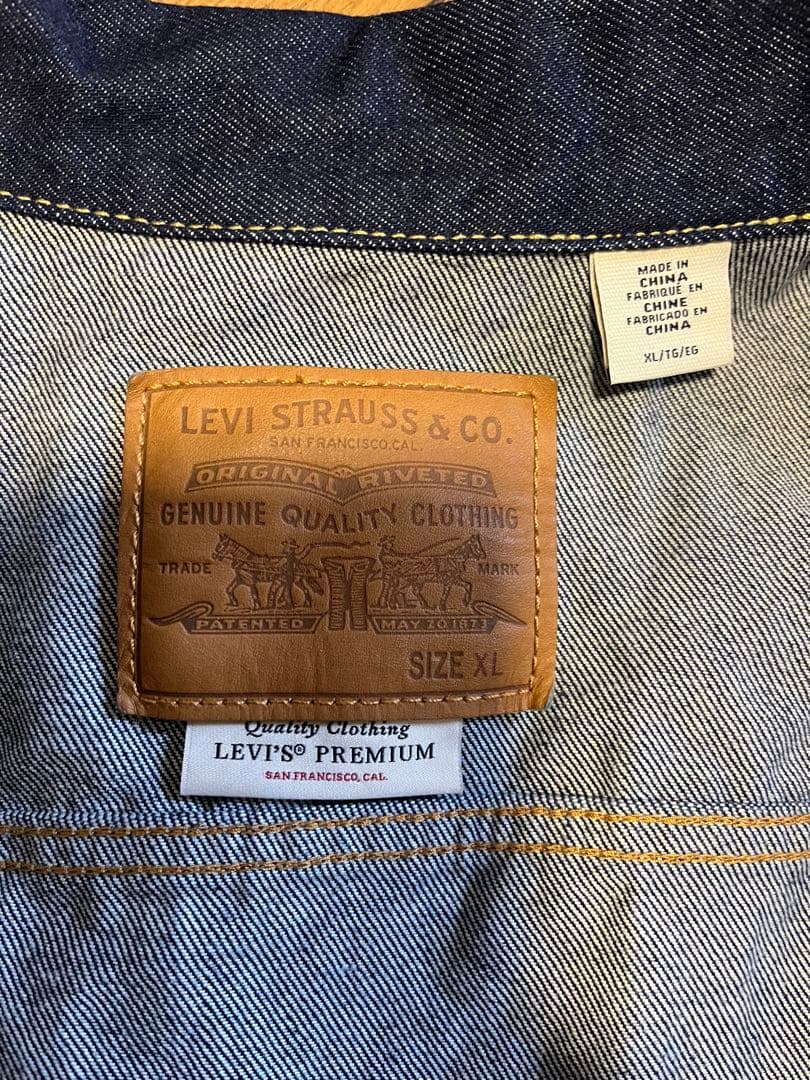 MADE IN
CHINA
FABRIQUÉ EN
CHINE
FABRICADO EN
CHINA
XL/TG/EG
LEVI STRAUSS & CO.
SAN FRANCISCO.CAL.
ORIGINAL RIVETED
GENUINE QUALITY CLOTHING
TRADE MARK
PATENTED MAY 20 1873
SIZE XL
Quality Clothing
LEVI'S® PREMIUM
SAN FRANCISCO, CAL.